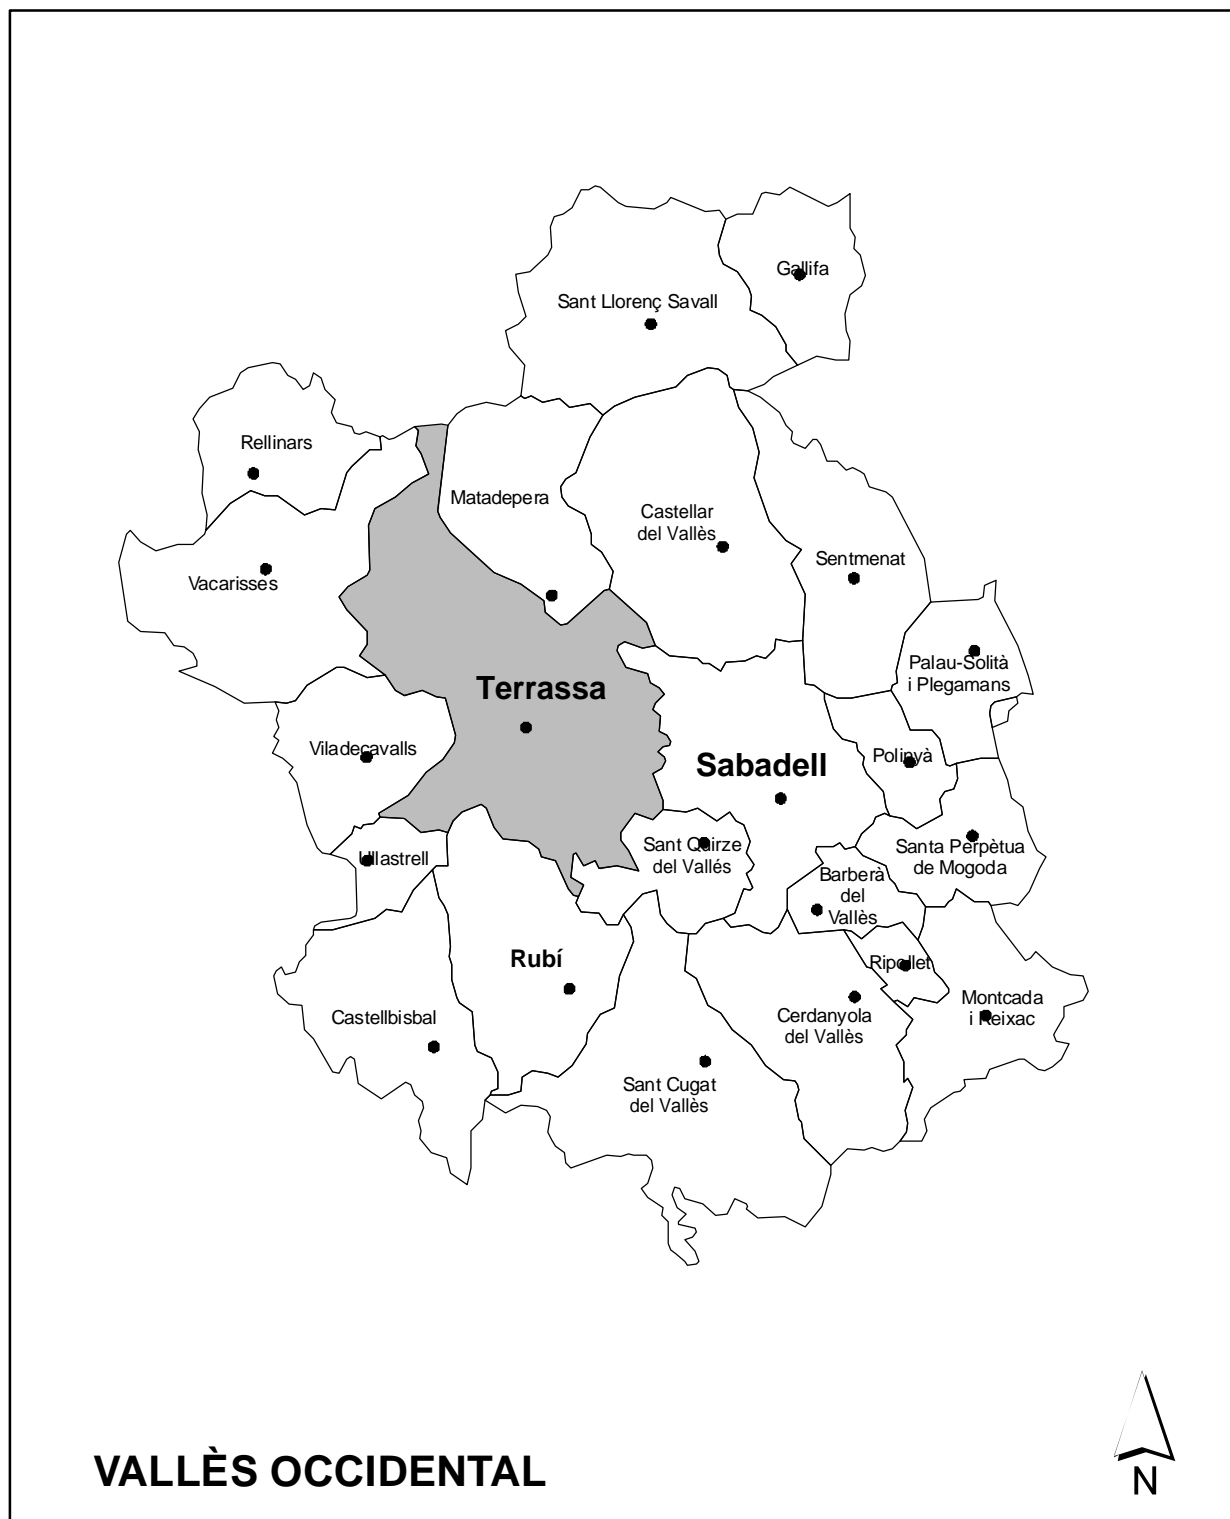 Gallifa
Sant Llorenç Savall
Rellinars
Matadepera
Castellar
del Vallès
Sentmenat
Vacarisses
Palau-Solità
i Plegamans
Terrassa
Viladecavalls
Sabadell
Polinyà
Sant Quirze
del Vallés
Santa Perpètua
de Mogoda
Ullastrell
Barberà
del
Vallès
Rubí
Ripollet
Montcada
i Reixac
Castellbisbal
Cerdanyola
del Vallès
Sant Cugat
del Vallès
VALLÈS OCCIDENTAL
N